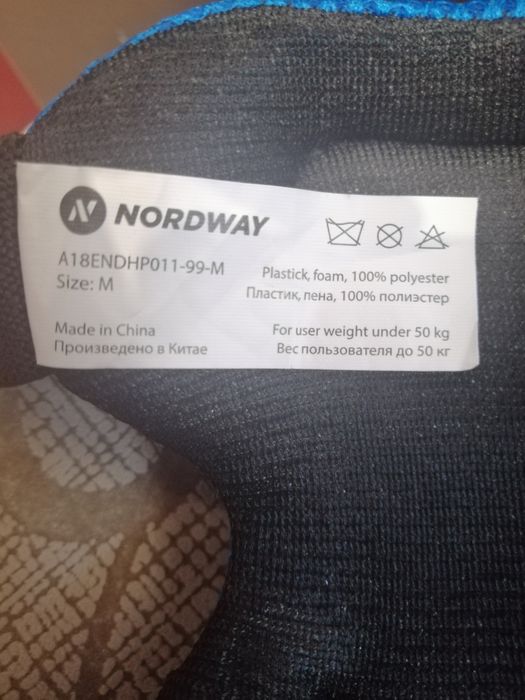 NORDWAY
A18ENDHP011-99-M
Size: M
Plastick, foam, 100% polyester
Пластик, пена, 100% полиэстер
Made in China
Произведено в Китае
For user weight under 50 kg
Вес пользователя до 50 кг